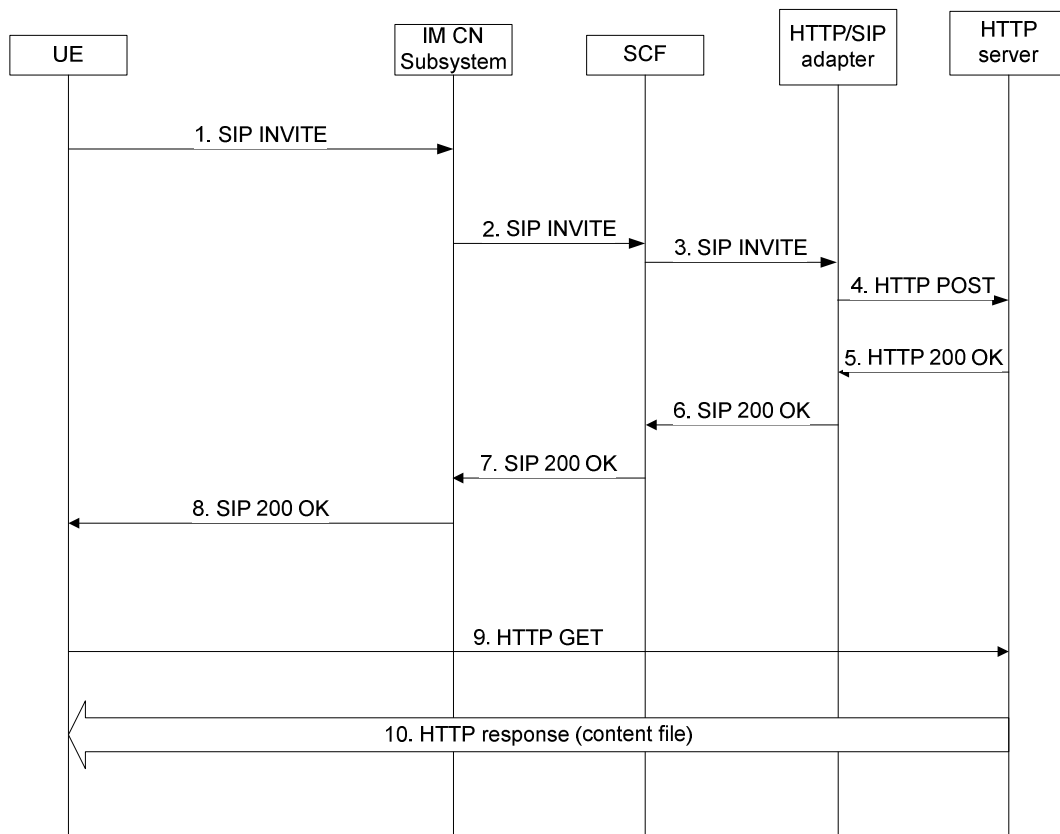 UE
IM CN
Subsystem
SCF
HTTP/SIP
adapter
HTTP
server
1. SIP INVITE
2. SIP INVITE
3. SIP INVITE
4. HTTP POST
5. HTTP 200 OK
6. SIP 200 OK
7. SIP 200 OK
8. SIP 200 OK
9. HTTP GET
10. HTTP response (content file)